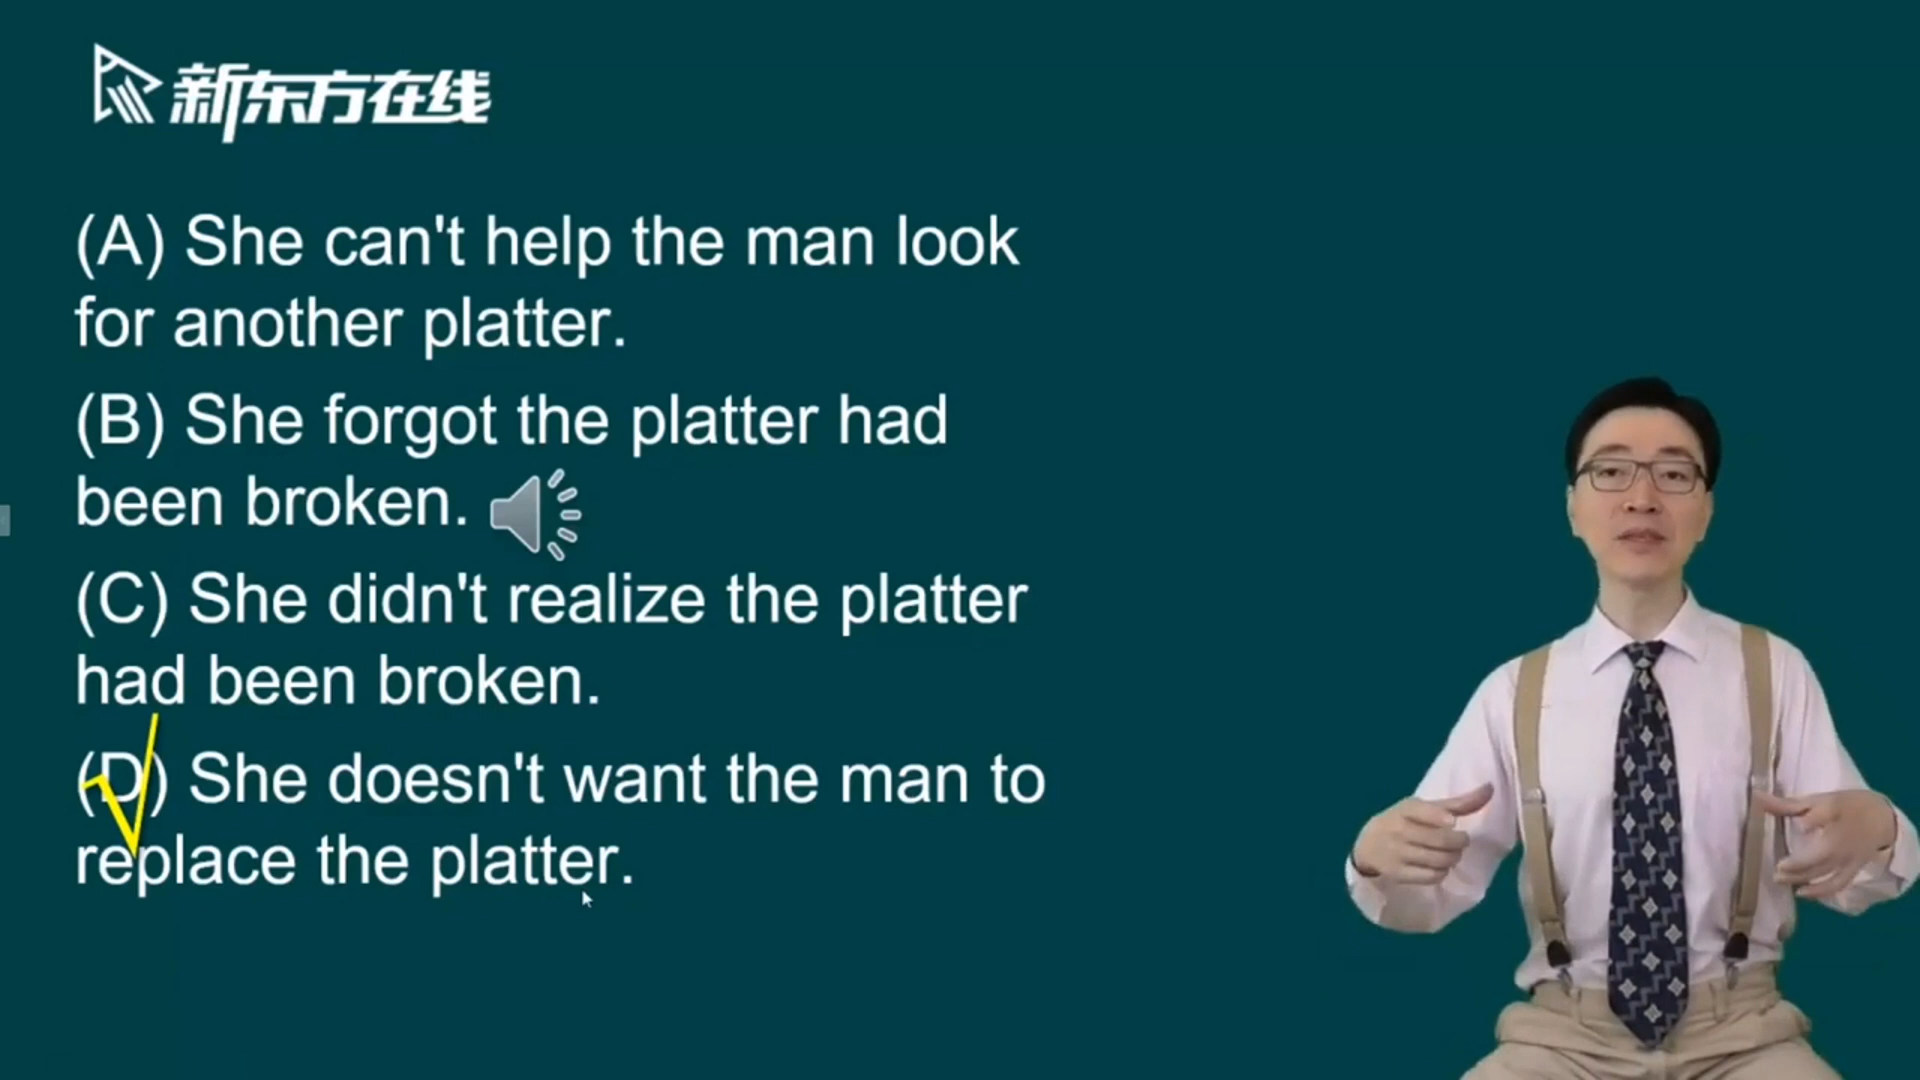 新东方在线
(A) She can't help the man look
for another platter.
(B) She forgot the platter had
been broken.
(C) She didn't realize the platter
had been broken.
(D) She doesn't want the man to
replace the platter.